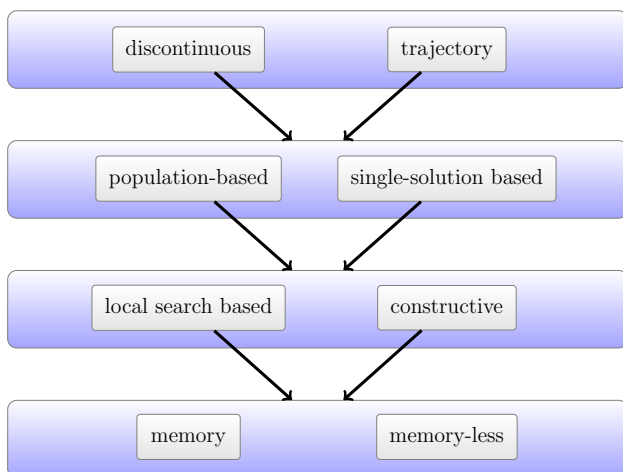 discontinuous trajectory
population-based single-solution based
local search based constructive
memory memory-less